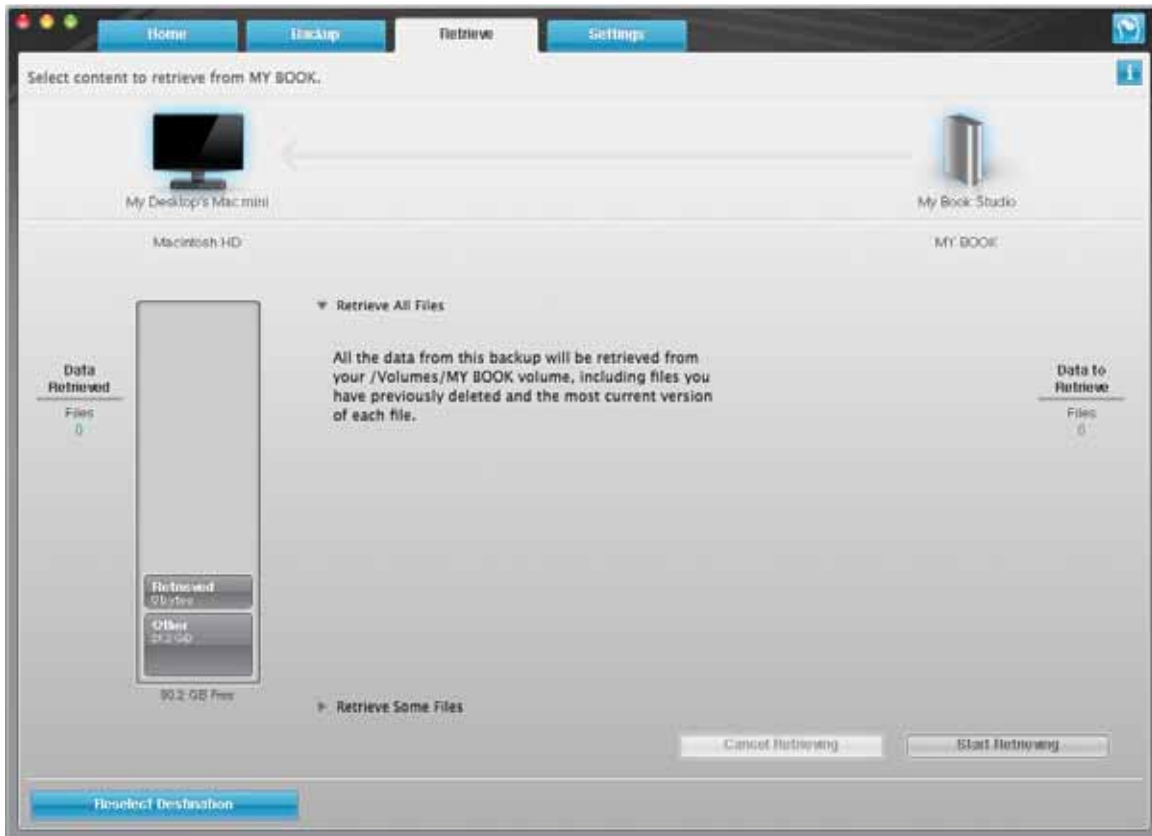 Home
Backup
Retrieve
Settings
Select content to retrieve from MY BOOK.
i
My Desktop's Mac mini
My Book Studio
Macintosh HD
MY BOOK
Retrieve All Files
All the data from this backup will be retrieved from
your /Volumes/MY BOOK volume, including files you
have previously deleted and the most current version
of each file.
Data
Retrieved
Files
0
Data to
Retrieve
Files
Retrieved
0 bytes
Other
GB
90.2 GB Free
Retrieve Some Files
Cancel Retrieving
Start Retrieving
Reselect Destination